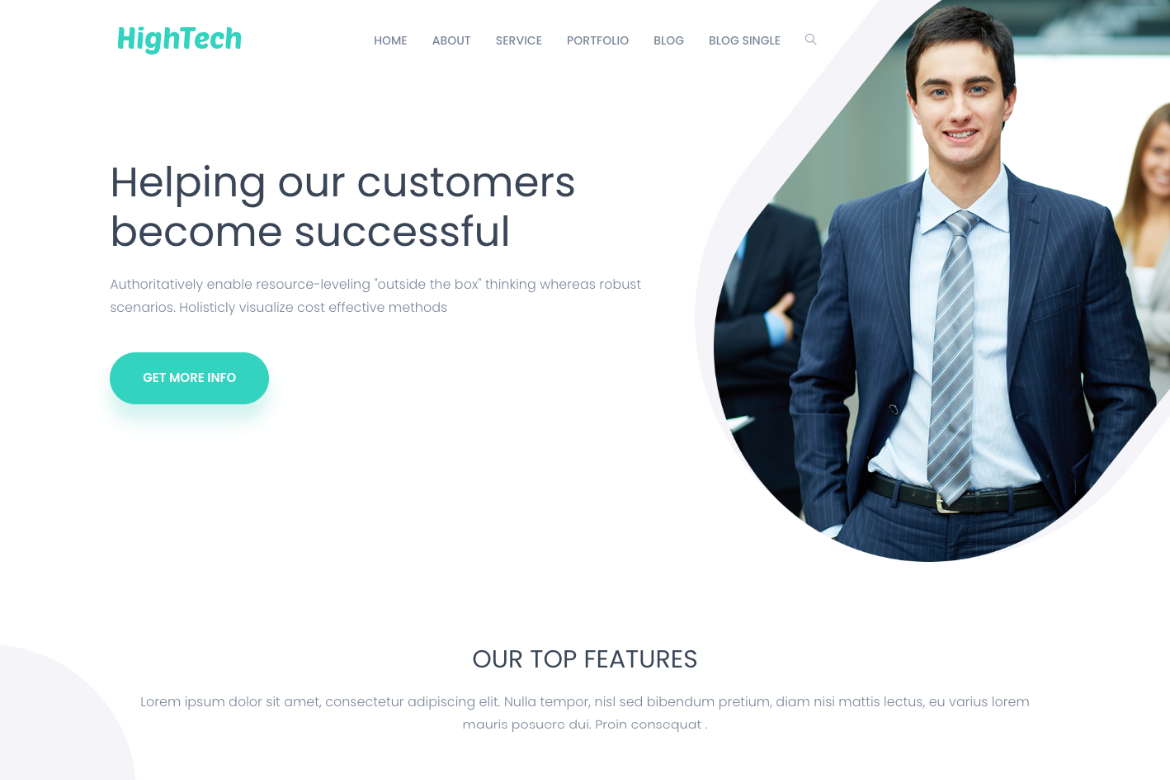 HighTech
HOME ABOUT SERVICE PORTFOLIO BLOG BLOG SINGLE
Helping our customers
become successful
Authoritatively enable resource-leveling "outside the box" thinking whereas robust
scenarios. Holisticly visualize cost effective methods
GET MORE INFO
OUR TOP FEATURES
Lorem ipsum dolor sit amet, consectetur adipiscing elit. Nulla tempor, nisl sed bibendum pretium, diam nisi mattis lectus, eu varius lorem
mauris posuere dui. Proin consequat .